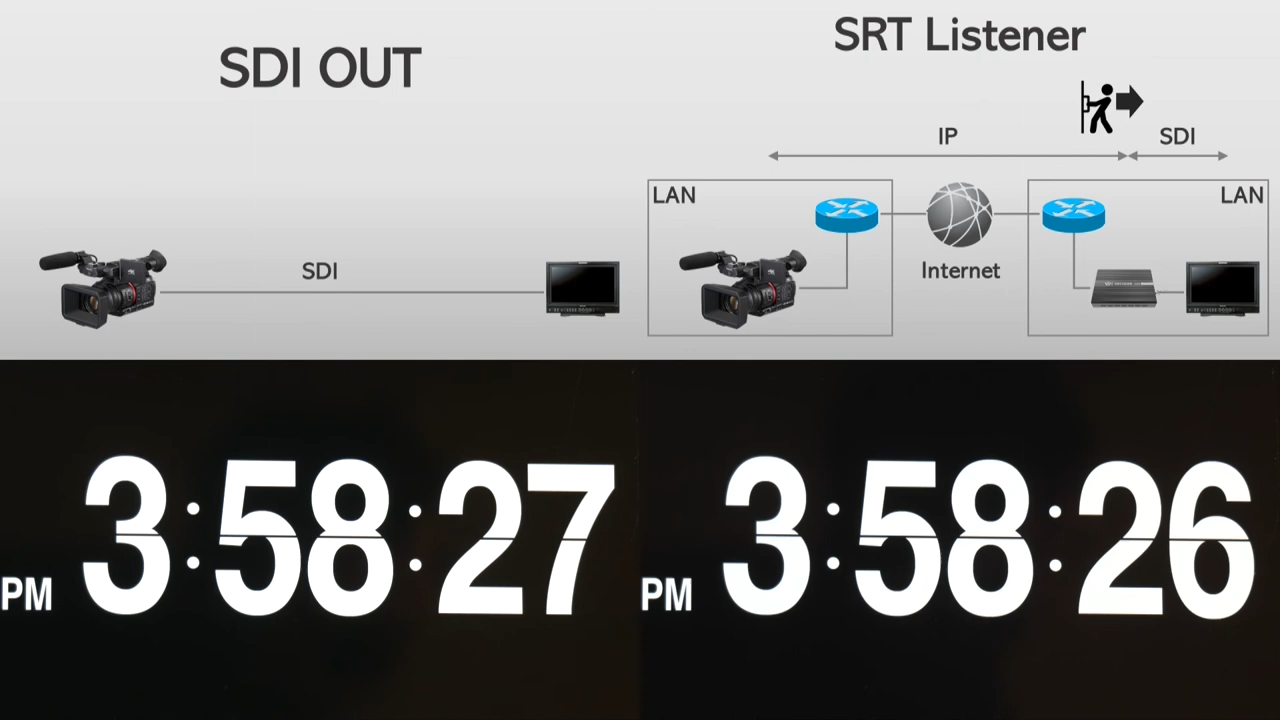 SDI OUT
SDI
SRT Listener
IP
SDI
LAN
LAN
Internet
PM 3:58:27
PM 3:58:26